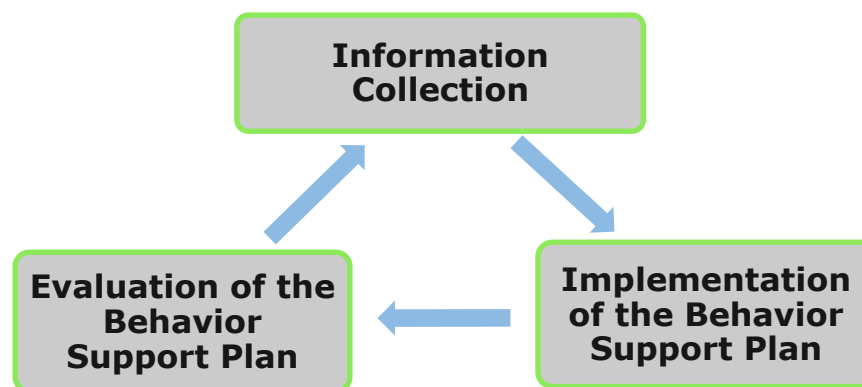 Information
Collection
Evaluation of the
Behavior
Support Plan
Implementation
of the Behavior
Support Plan